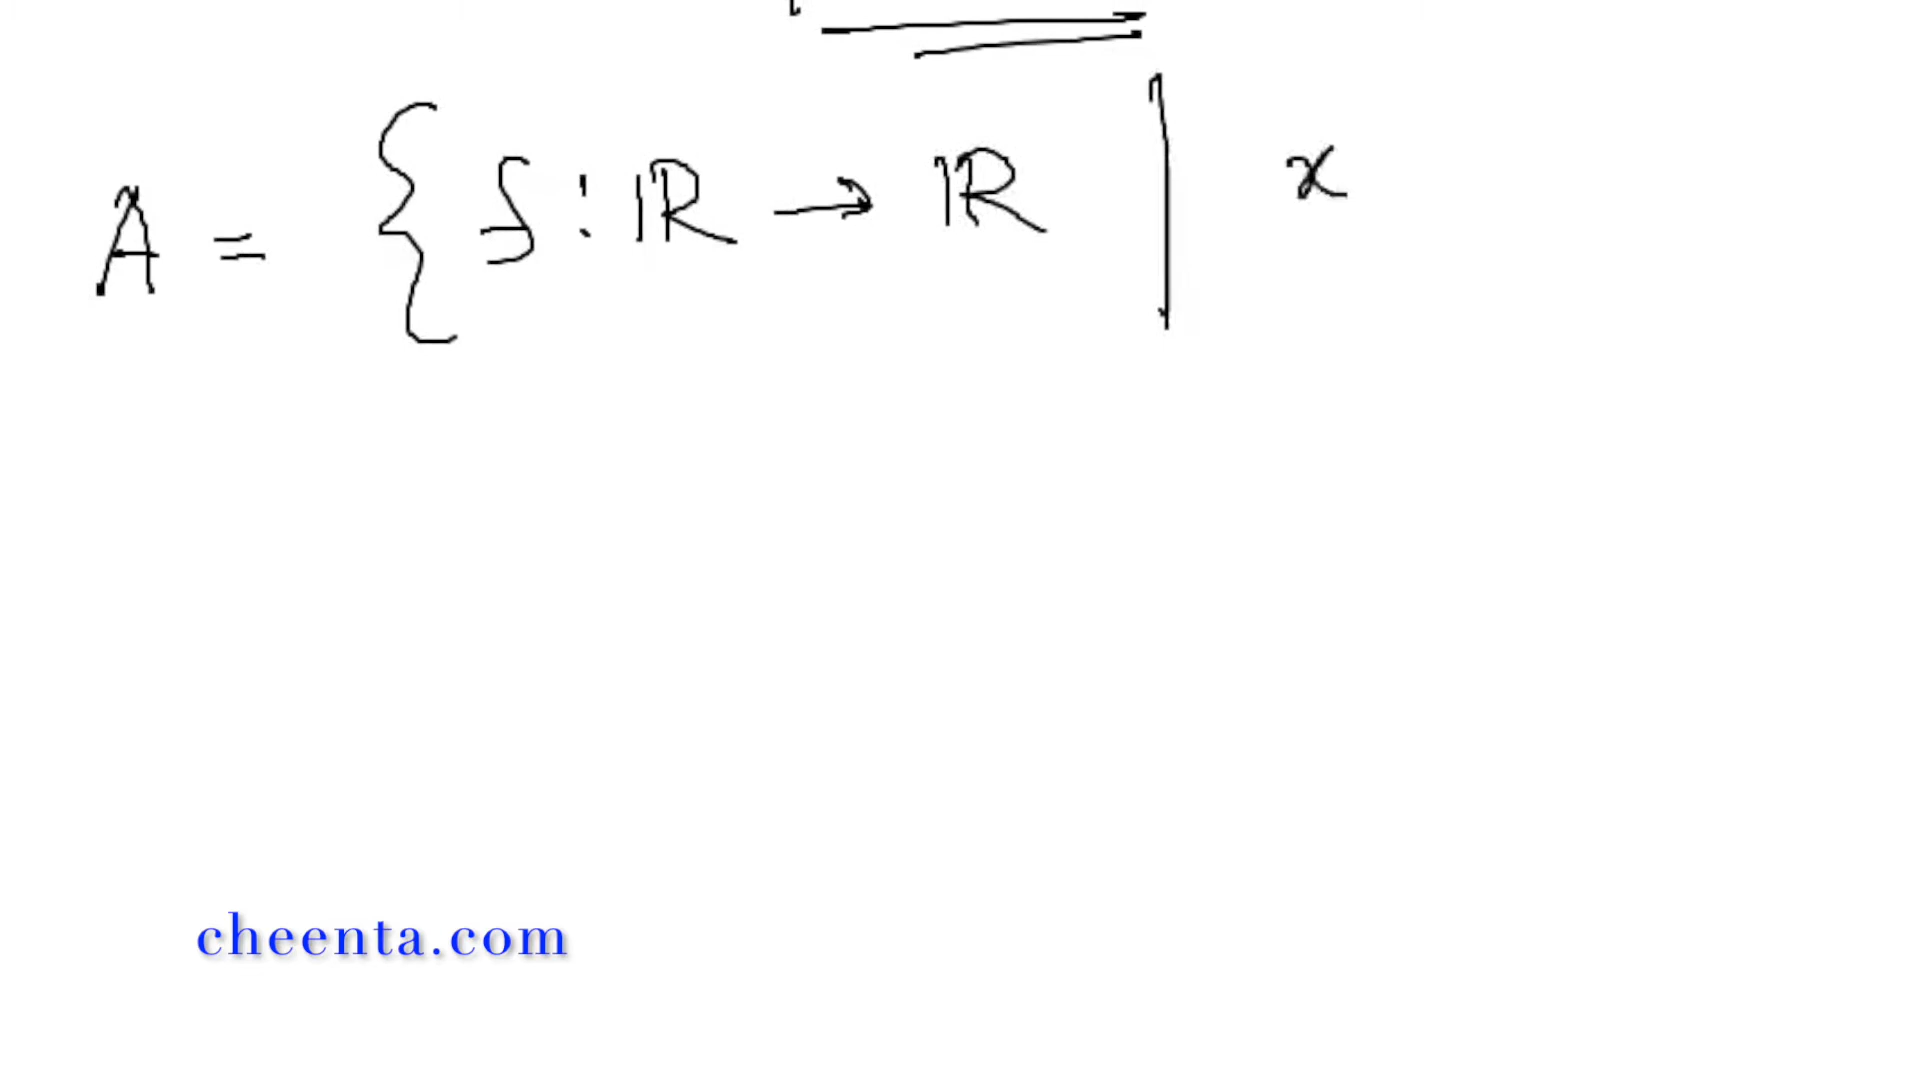 A = { f : ℝ → ℝ | x
cheenta.com